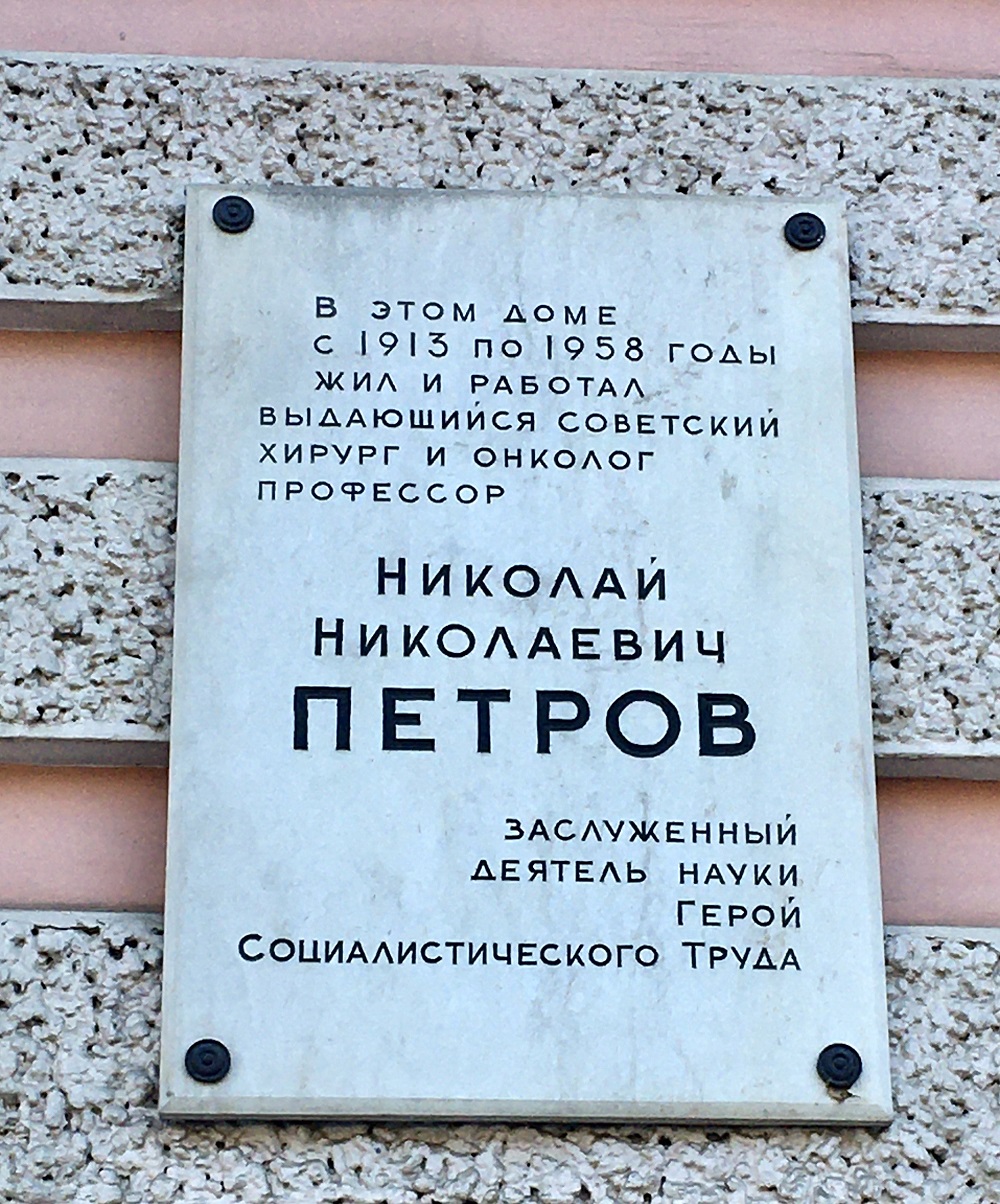 В ЭТОМ ДОМЕ
С 1913 ПО 1958 ГОДЫ
ЖИЛ И РАБОТАЛ
ВЫДАЮЩИЙСЯ СОВЕТСКИЙ
ХИРУРГ И ОНКОЛОГ
ПРОФЕССОР
НИКОЛАЙ
НИКОЛАЕВИЧ
ПЕТРОВ
ЗАСЛУЖЕННЫЙ
ДЕЯТЕЛЬ НАУКИ
ГЕРОЙ
СОЦИАЛИСТИЧЕСКОГО ТРУДА